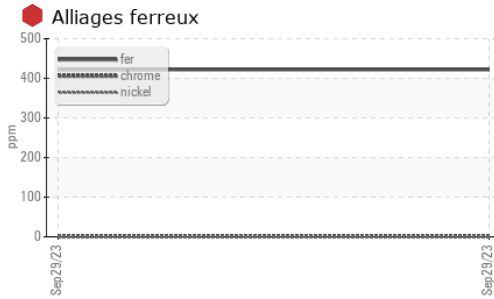 Alliages ferreux
500
400
300
200
100
0
ppm
fer
chrome
nickel
Sep29/23
Sep29/23